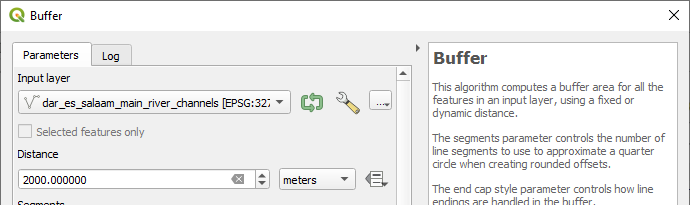 Buffer
Parameters
Log
Input layer
dar_es_salaam_main_river_channels [EPSG:327
...
Selected features only
Distance
2000.000000
meters
Segments
Buffer
This algorithm computes a buffer area for all the
features in an input layer, using a fixed or
dynamic distance.
The segments parameter controls the number of
line segments to use to approximate a quarter
circle when creating rounded offsets.
The end cap style parameter controls how line
endings are handled in the buffer.